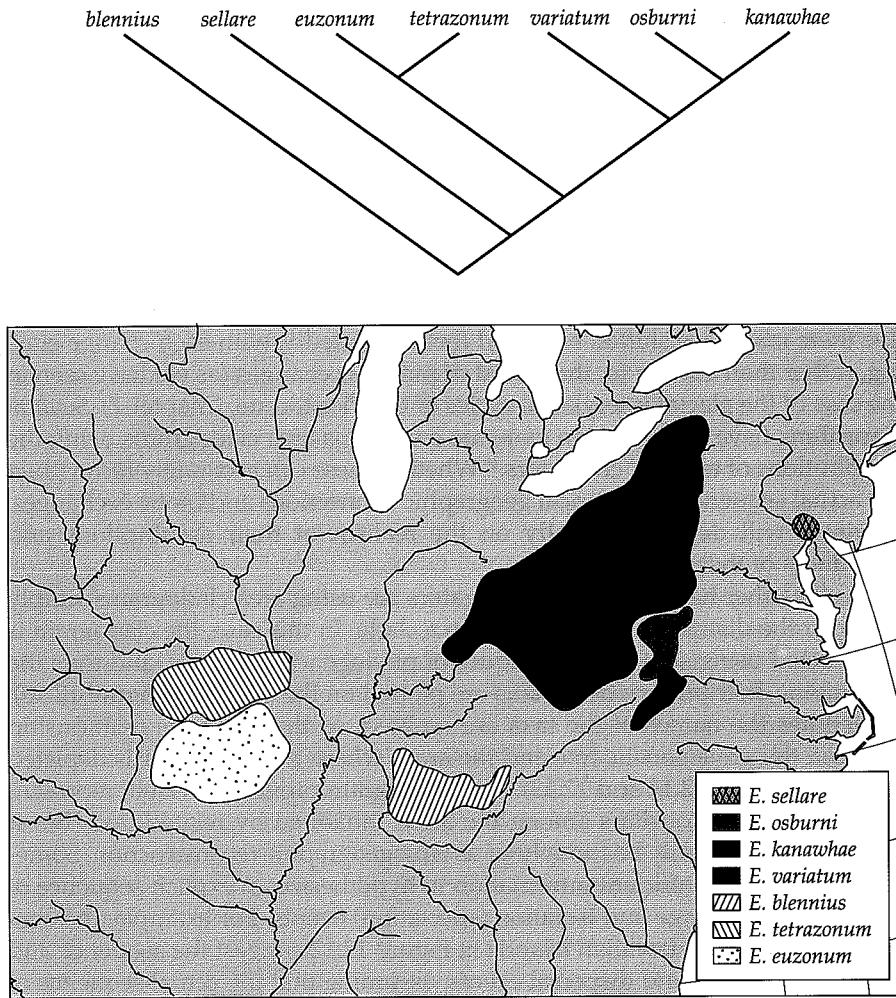 blennius sellare euzonum tetrazonum variatum osburni kanawhae
E. sellare
E. osburni
E. kanawhae
E. variatum
E. blennius
E. tetrazonum
E. euzonum